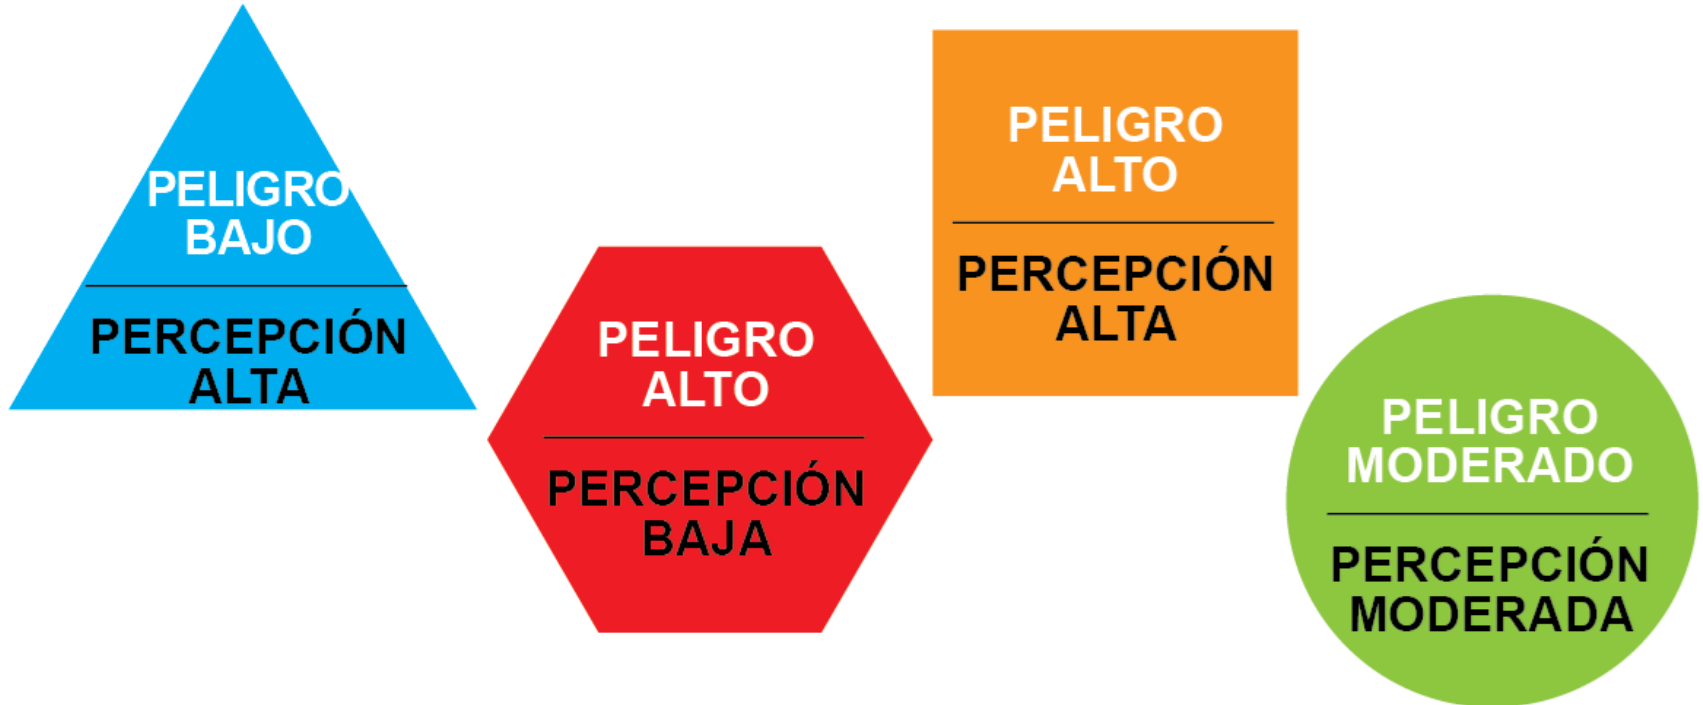 PELIGRO
BAJO
PERCEPCIÓN
ALTA
PELIGRO
ALTO
PERCEPCIÓN
BAJA
PELIGRO
ALTO
PERCEPCIÓN
ALTA
PELIGRO
MODERADO
PERCEPCIÓN
MODERADA